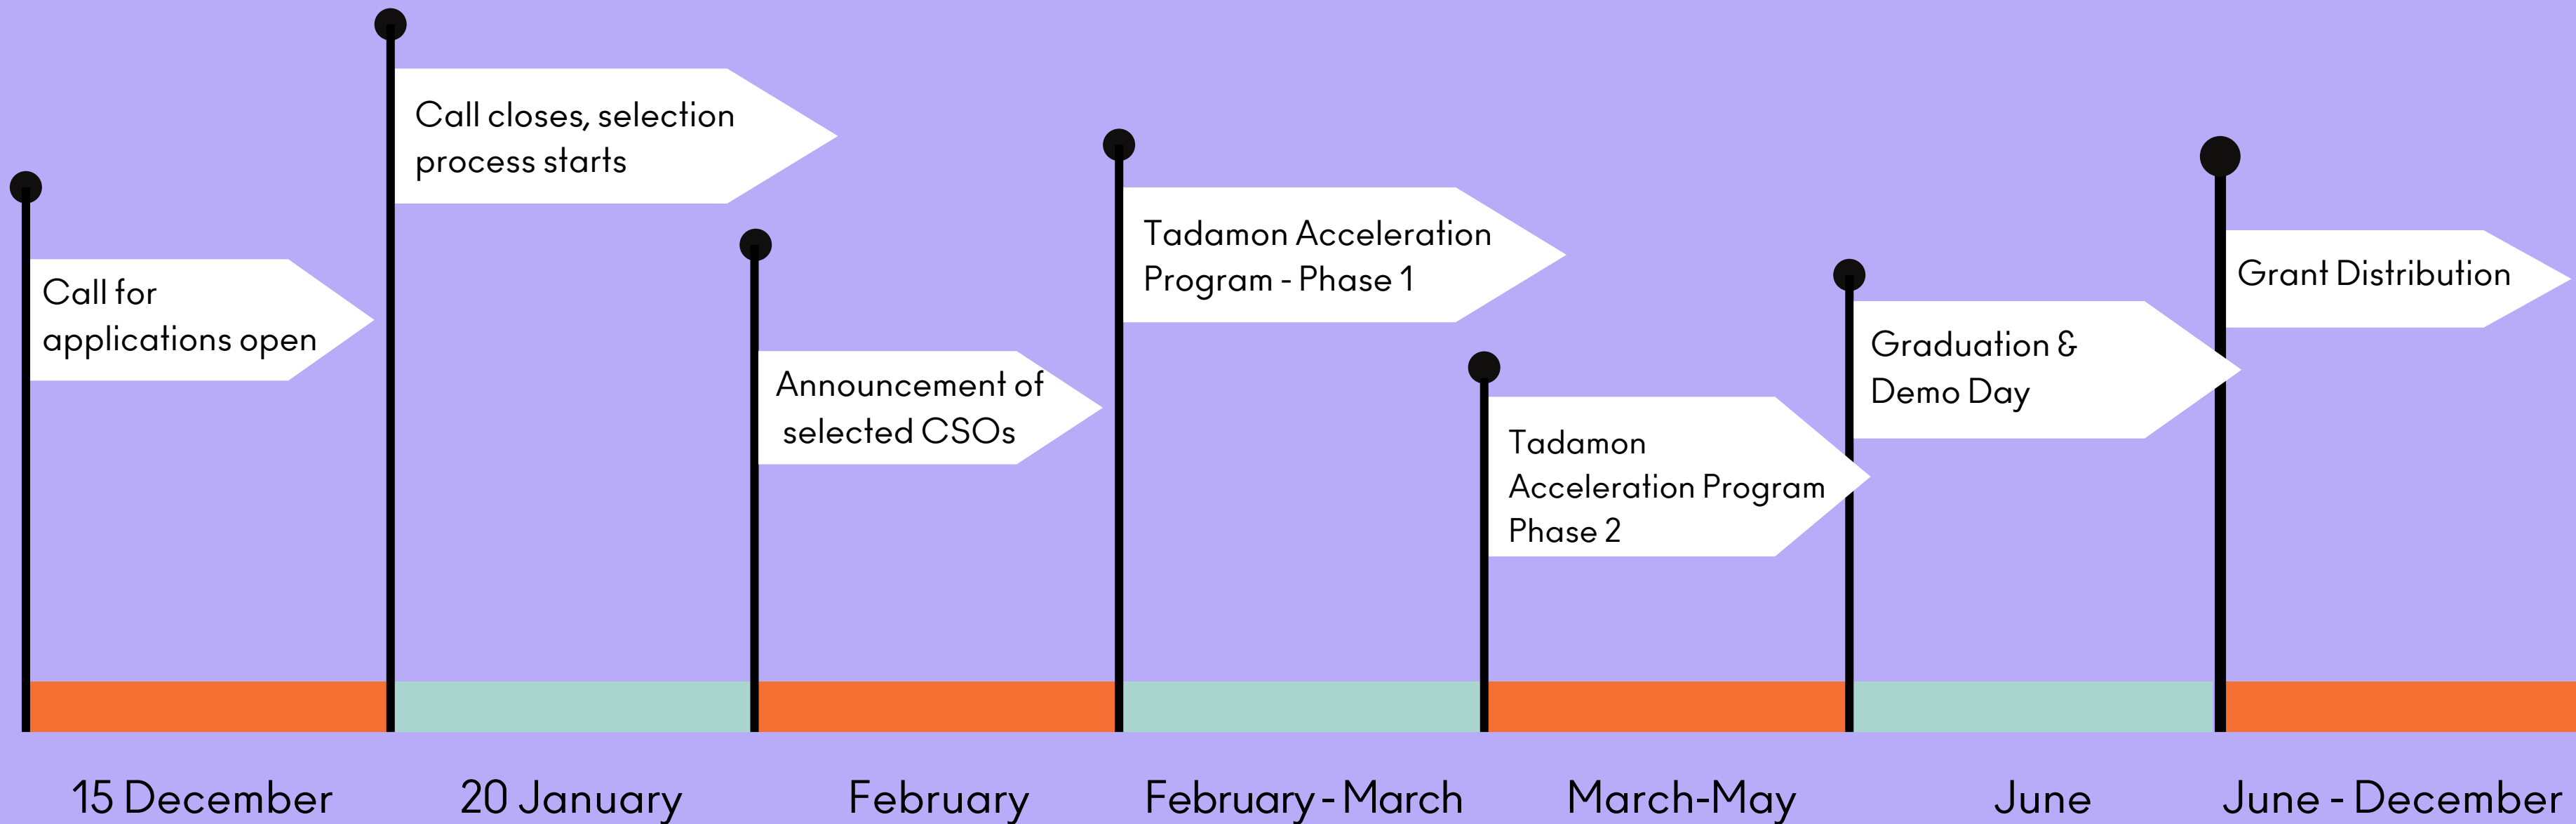 Call for
applications open
Call closes, selection
process starts
Announcement of
selected CSOs
Tadamon Acceleration
Program - Phase 1
Tadamon
Acceleration Program
Phase 2
Graduation &
Demo Day
Grant Distribution
15 December
20 January
February
February - March
March-May
June
June - December